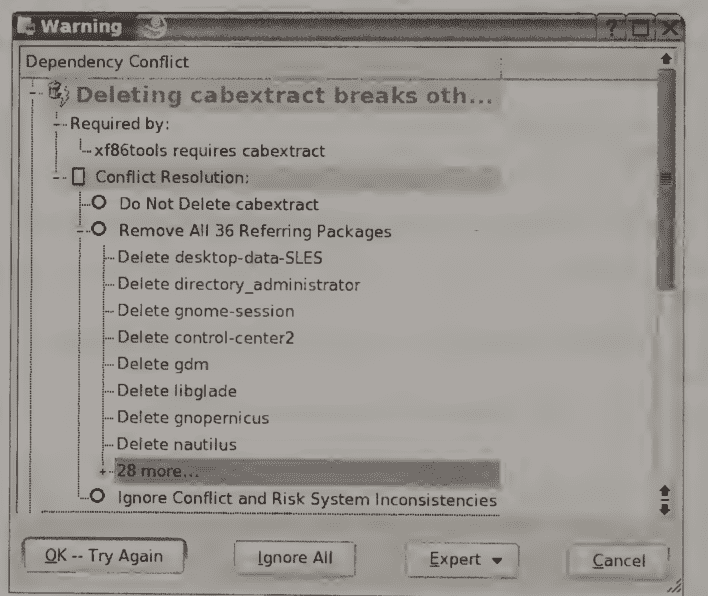 Warning
Dependency Conflict
Deleting cabextract breaks oth...
Required by:
xf86tools requires cabextract
Conflict Resolution:
Do Not Delete cabextract
Remove All 36 Referring Packages
Delete desktop-data-SLES
Delete directory_administrator
Delete gnome-session
Delete control-center2
Delete gdm
Delete libglade
Delete gnopernicus
Delete nautilus
28 more...
Ignore Conflict and Risk System Inconsistencies
OK -- Try Again
Ignore All
Expert
Cancel